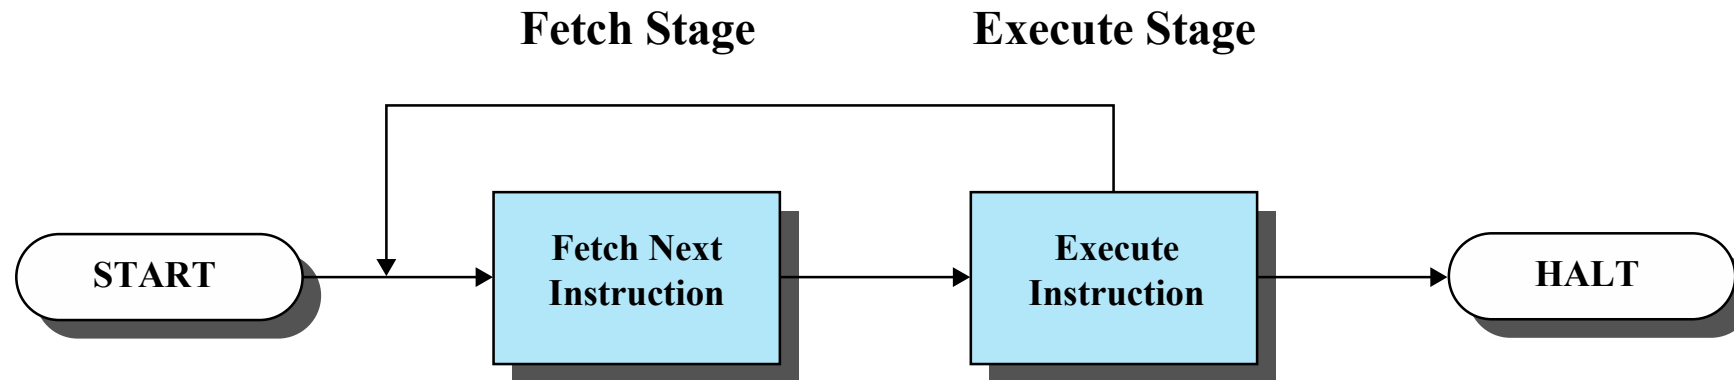 Fetch Stage
Execute Stage
START
Fetch Next
Instruction
Execute
Instruction
HALT